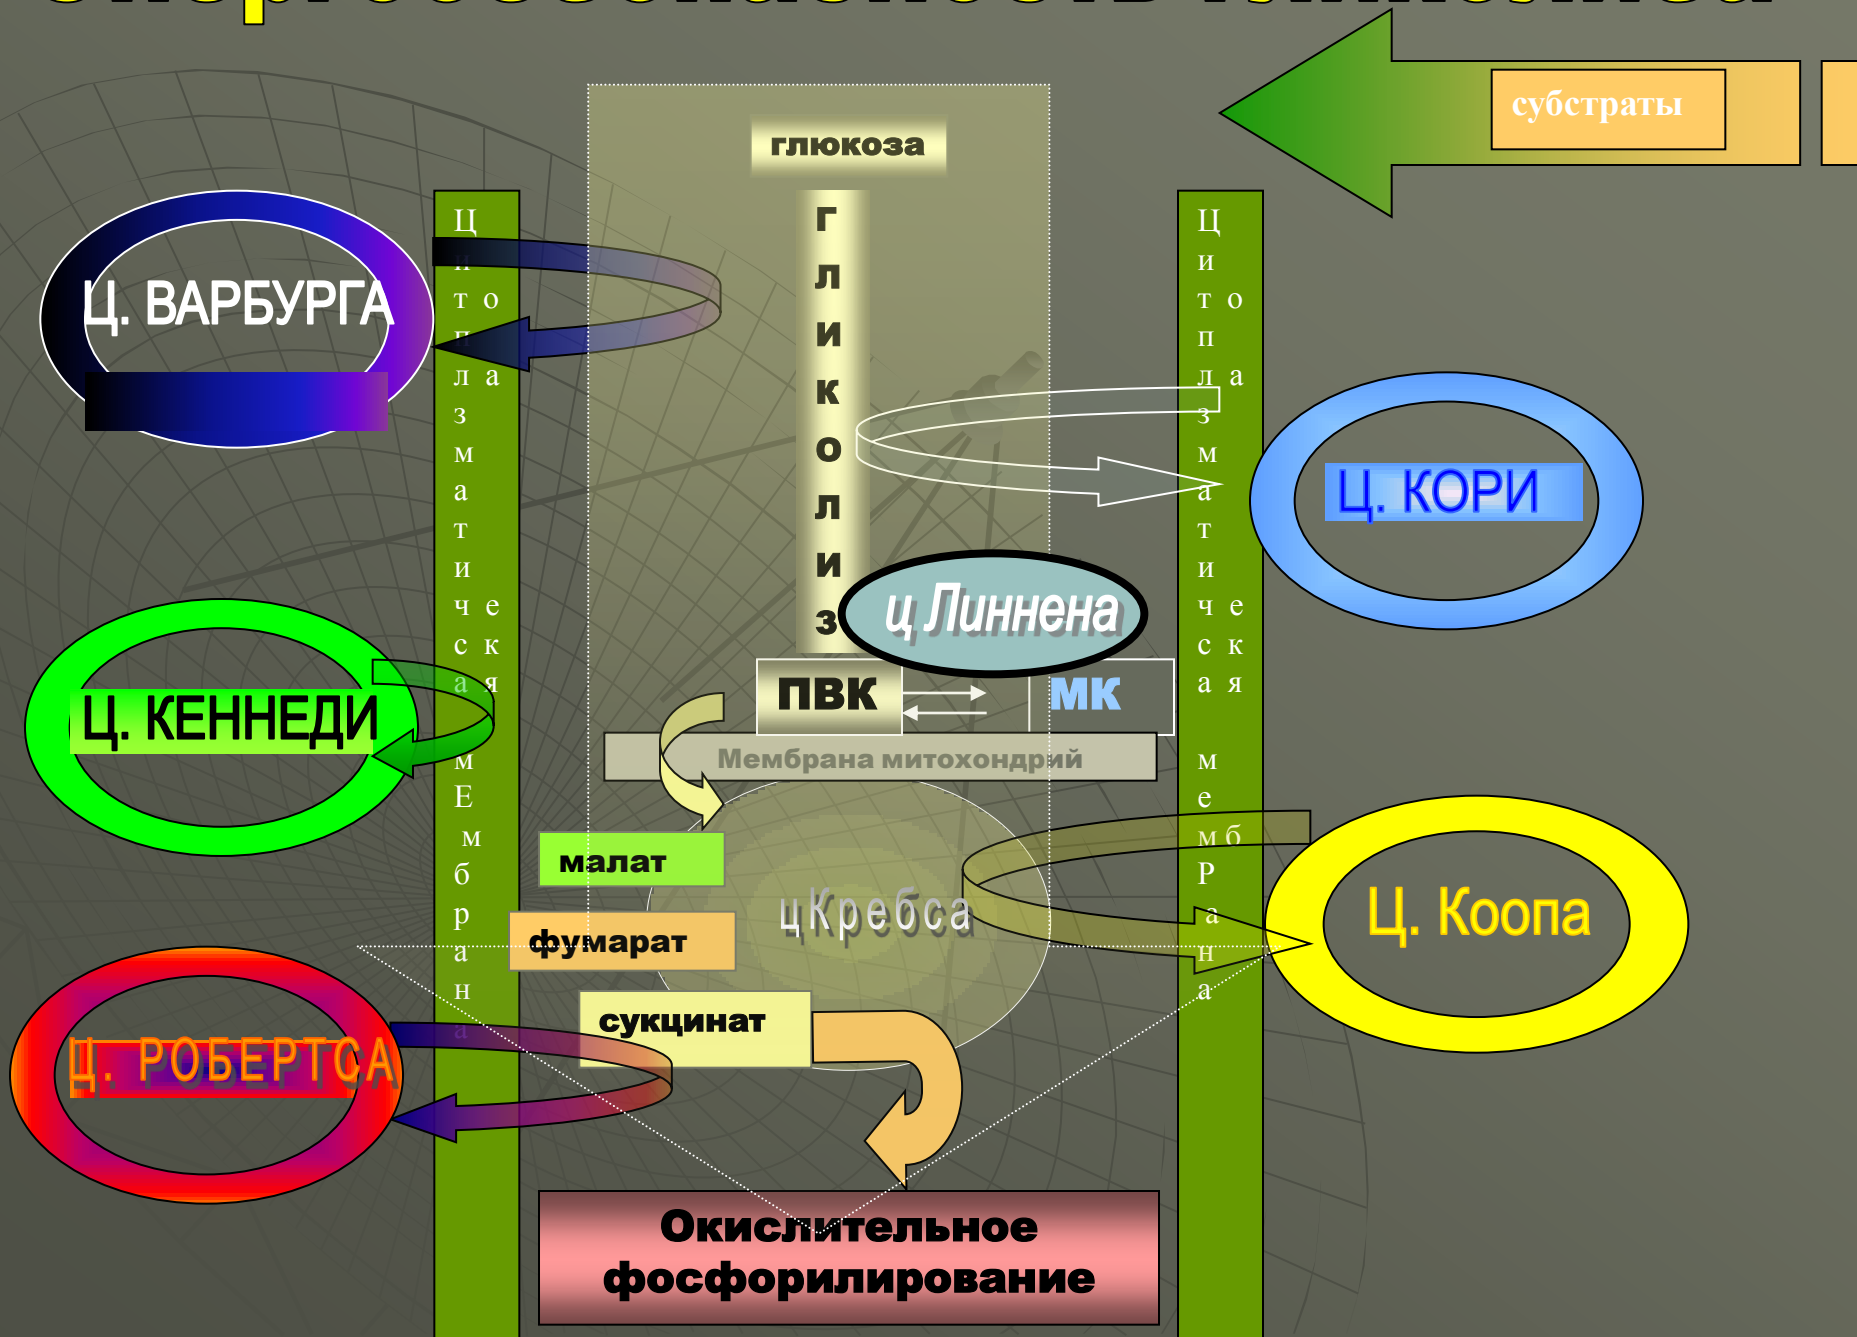 субстраты
глюкоза
Г
Л
И
К
О
Л
И
З
Ц. ВАРБУРГА
Ц
и
т о
п
л а
з
м
а
т
и
ч е
с к
а я
м
Е
м
б
р
а
н
а
Ц
и
т о
п
л а
з
м
а
т
и
ч е
с к
а я
м
е
м б
Р
а
н
а
Ц. КОРИ
ц Линнена
Ц. КЕННЕДИ
ПВК
МК
Мембрана митохондрий
малат
цКребса
фумарат
Ц. Коопа
сукцинат
Ц. РОБЕРТСА
Окислительное
фосфорилирование